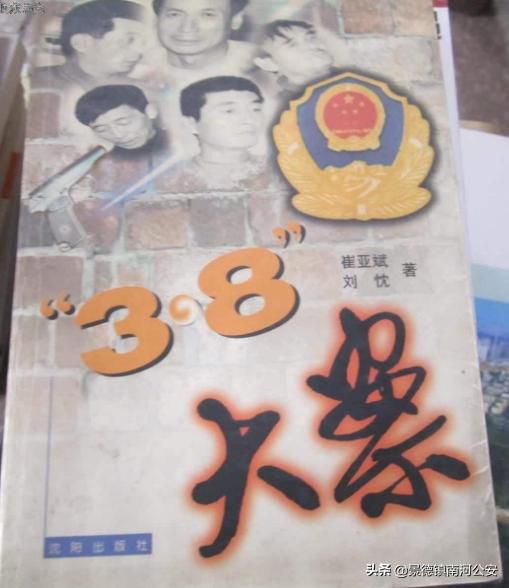 “3·8”
崔亚斌
刘忱 著
大案
沈阳出版社
头条 @景德镇南河公安